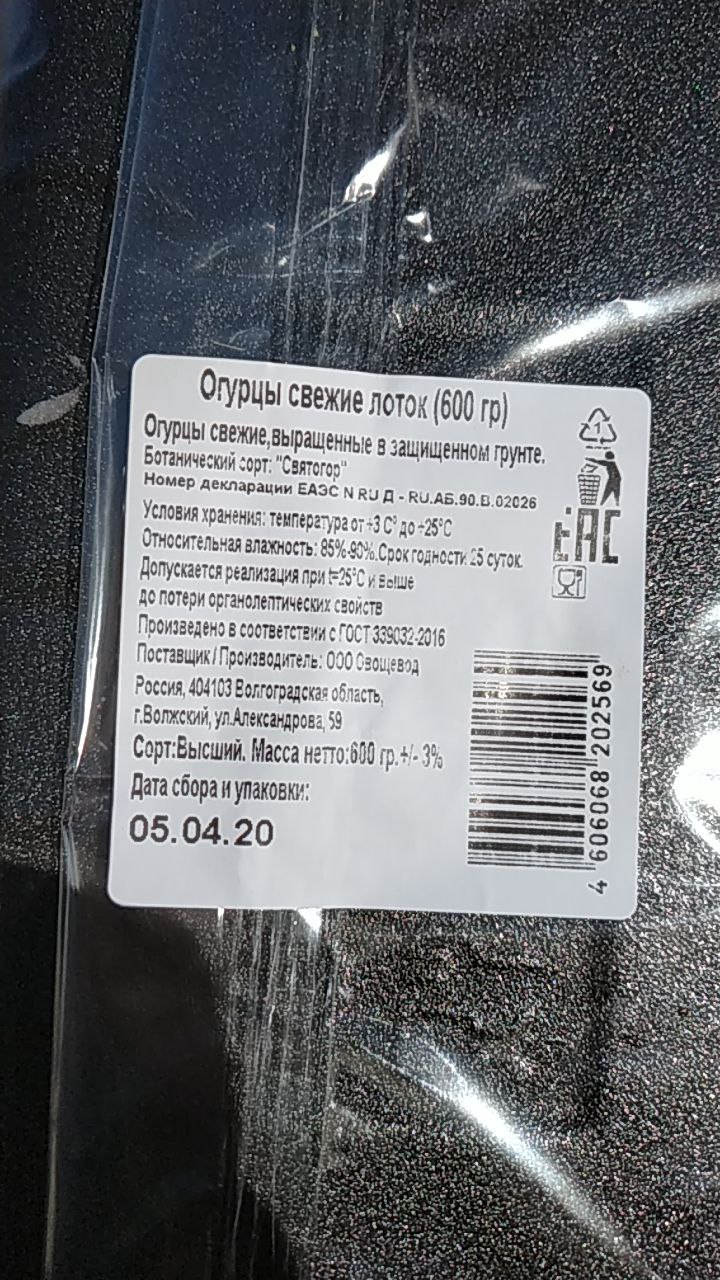 Огурцы свежие лоток (600 гр)
Огурцы свежие,выращенные в защищенном грунте.
Ботанический сорт: "Святогор"
Номер декларации ЕАЭС N RU Д - RU.АБ.90.В.02026
Условия хранения: температура от +3 С° до +25°С
Относительная влажность: 85%-90%.Срок годности 25 суток.
Допускается реализация при t=25°С и выше
до потери органолептических свойств
Произведено в соответствии с ГОСТ 339032-2016
Поставщик / Производитель: ООО Овощевод
Россия, 404103 Волгоградская область,
г.Волжский, ул.Александрова, 59
Сорт:Высший. Масса нетто:600 гр.+/- 3%
Дата сбора и упаковки:
05.04.20
1
EAC
4 606068 202569